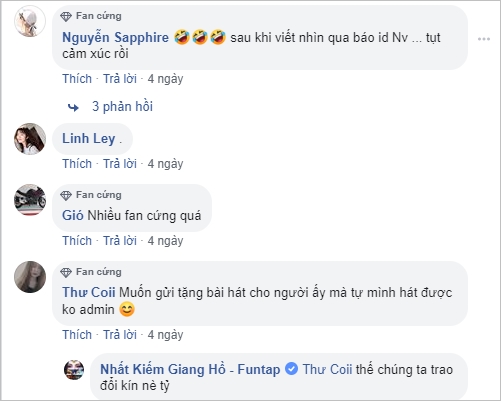 Fan cứng
Nguyễn Sapphire 🤣🤣🤣 sau khi viết nhìn qua báo id Nv ... tụt
cảm xúc rồi
Thích · Trả lời · 4 ngày
3 phản hồi
Linh Ley .
Thích · Trả lời · 4 ngày
Fan cứng
Gió Nhiều fan cứng quá
Thích · Trả lời · 4 ngày
Fan cứng
Thư Coii Muốn gửi tặng bài hát cho người ấy mà tự mình hát được
ko admin 😊
Thích · Trả lời · 4 ngày
Nhất Kiếm Giang Hồ - Funtap Thư Coii thế chúng ta trao
đổi kín nè tỷ